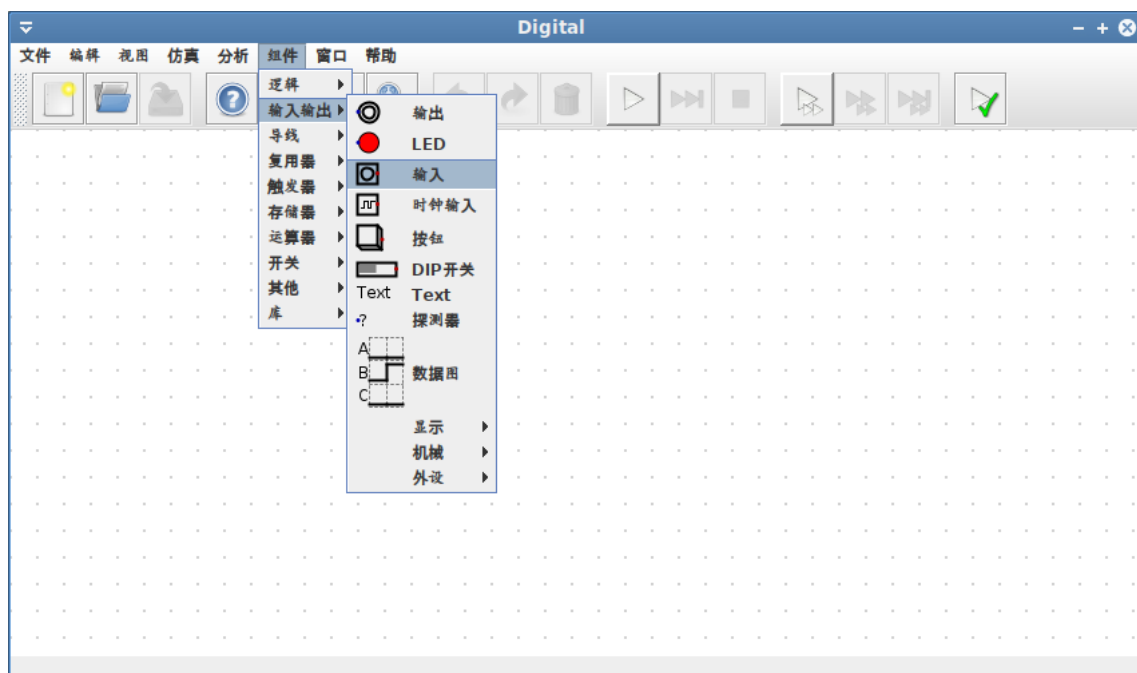 Digital
文件 编辑 视图 仿真 分析 组件 窗口 帮助
逻辑
输入输出
导线
复用器
触发器
存储器
运算器
开关
其他
库
输出
LED
输入
时钟输入
按钮
DIP开关
Text Text
·? 探测器
A
B 数据图
C
显示
机械
外设